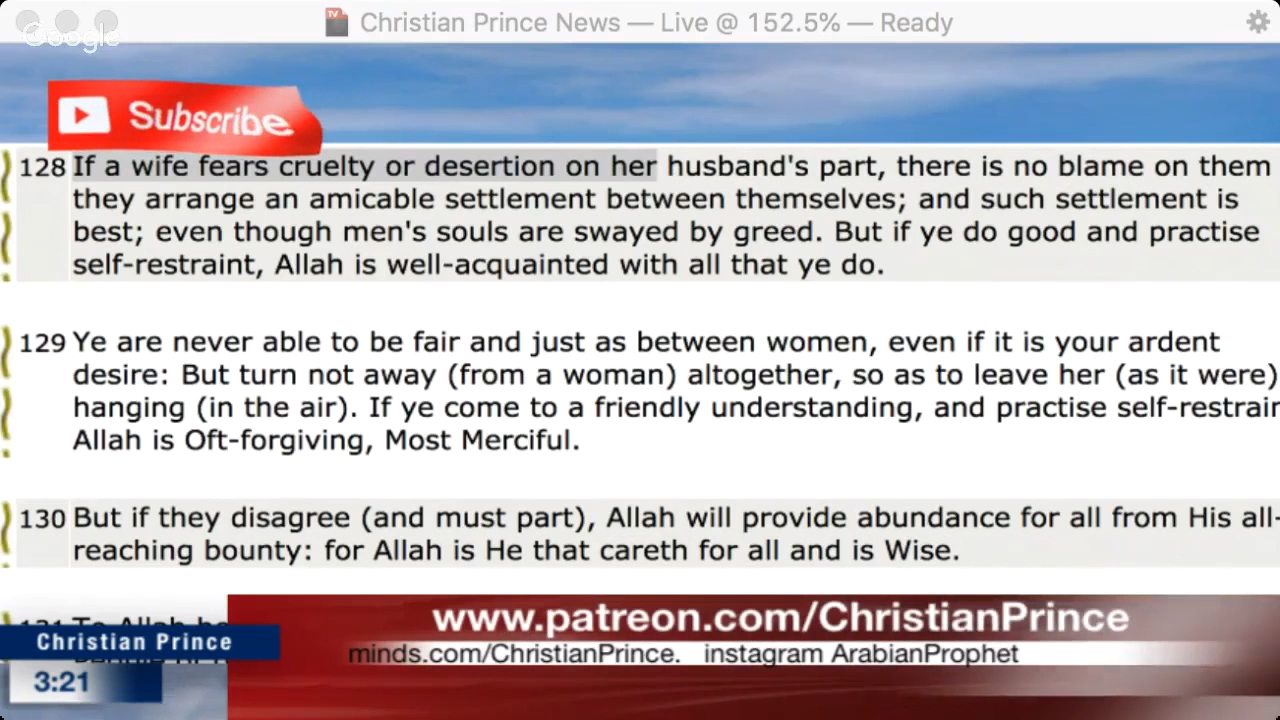 Christian Prince News — Live @ 152.5% — Ready
Google
Subscribe
128 If a wife fears cruelty or desertion on her husband's part, there is no blame on them
they arrange an amicable settlement between themselves; and such settlement is
best; even though men's souls are swayed by greed. But if ye do good and practise
self-restraint, Allah is well-acquainted with all that ye do.
129 Ye are never able to be fair and just as between women, even if it is your ardent
desire: But turn not away (from a woman) altogether, so as to leave her (as it were)
hanging (in the air). If ye come to a friendly understanding, and practise self-restrain
Allah is Oft-forgiving, Most Merciful.
130 But if they disagree (and must part), Allah will provide abundance for all from His all-
reaching bounty: for Allah is He that careth for all and is Wise.
To Allah be
www.patreon.com/ChristianPrince
Christian Prince
minds.com/ChristianPrince. instagram ArabianProphet
3:21